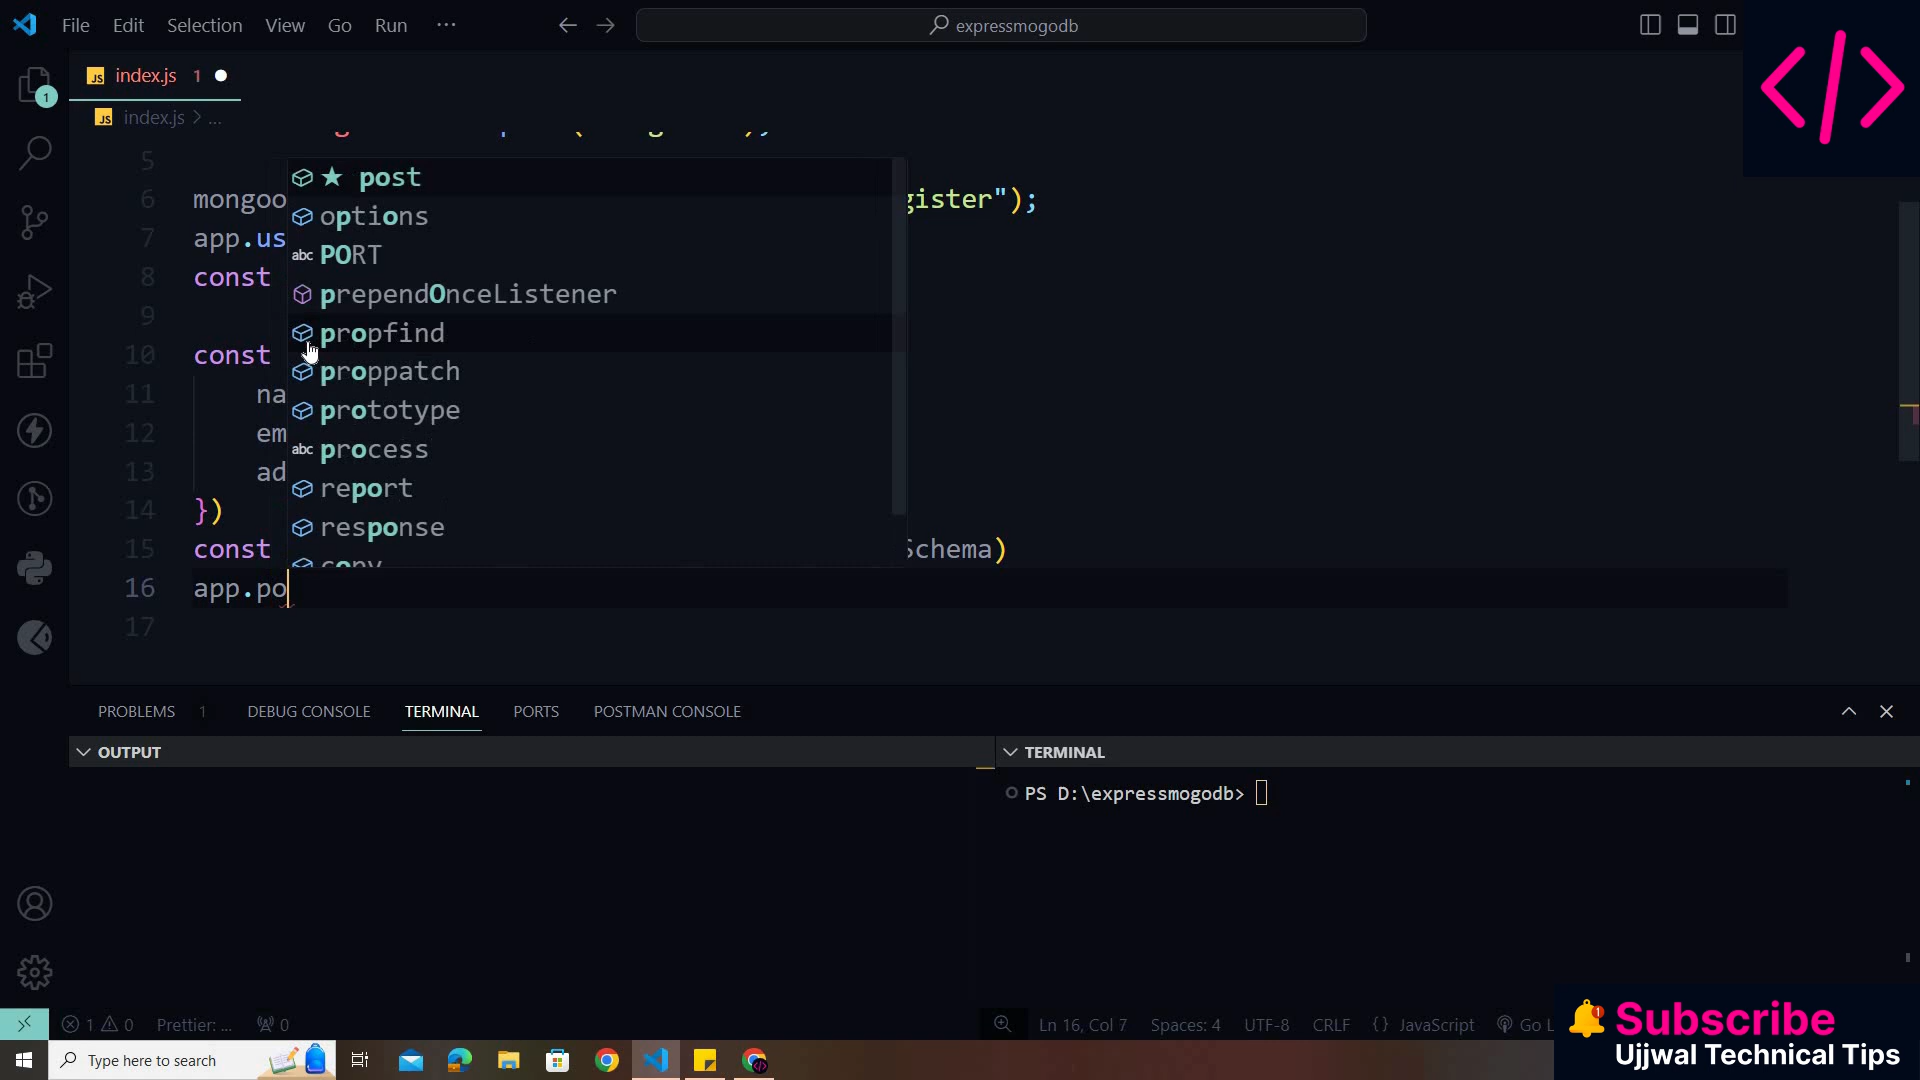 File Edit Selection View Go Run ···
expressmogodb
</>
JS index.js 1
JS index.js > ...
5
6 mongoo gister");
7 app.us
8 const
9
10 const
11 na
12 em
13 ad
14 })
15 const Schema)
16 app.po
17
★ post
options
abc PORT
prependOnceListener
propfind
proppatch
prototype
abc process
report
response
copy
1
PROBLEMS 1 DEBUG CONSOLE TERMINAL PORTS POSTMAN CONSOLE
OUTPUT
TERMINAL
PS D:\expressmogodb>
1 0 Prettier: ... 0
Ln 16, Col 7 Spaces: 4 UTF-8 CRLF {} JavaScript Go L
Subscribe
Ujjwal Technical Tips
Type here to search